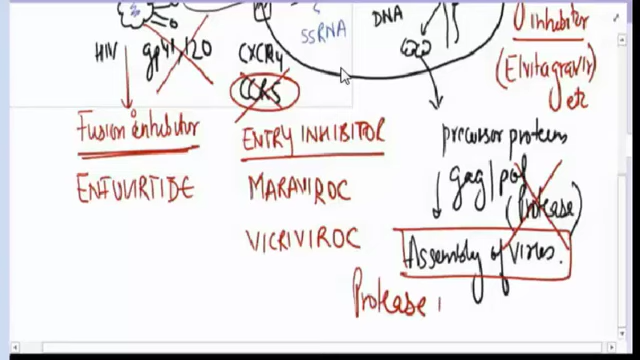 inhibitor
DNA
SSRNA
HIV
gp41/120
CXCR4
CCR5
(Elvitagravir)
etc
Fusion inhibitor
ENTRY INHIBITOR
precursor proteins
gag/pol
(Protease)
ENFUVIRTIDE
MARAVIROC
VICRIVIROC
Assembly of Virus.
Protease